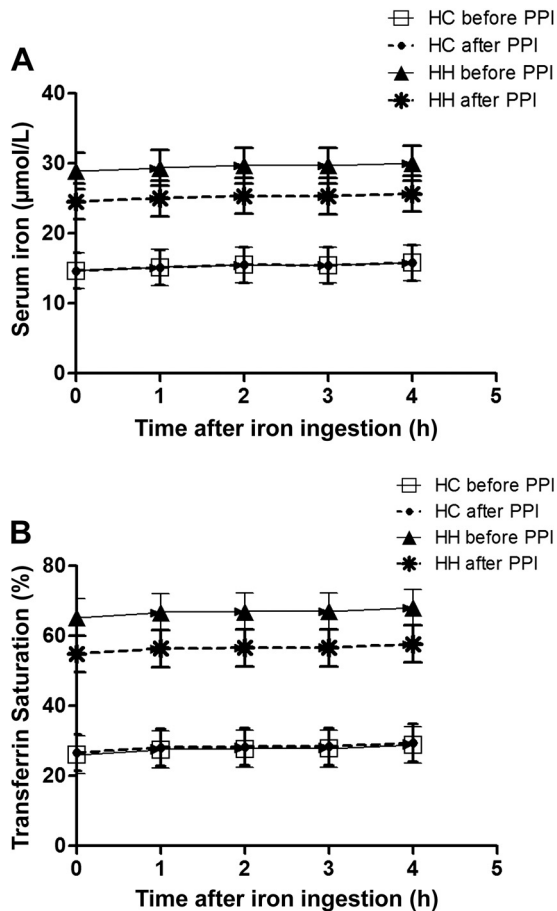 HC before PPI
HC after PPI
HH before PPI
HH after PPI
A
Serum iron (µmol/L)
40
30
20
10
0
0 1 2 3 4 5
Time after iron ingestion (h)
HC before PPI
HC after PPI
HH before PPI
HH after PPI
B
Transferrin Saturation (%)
80
60
40
20
0
0 1 2 3 4 5
Time after iron ingestion (h)